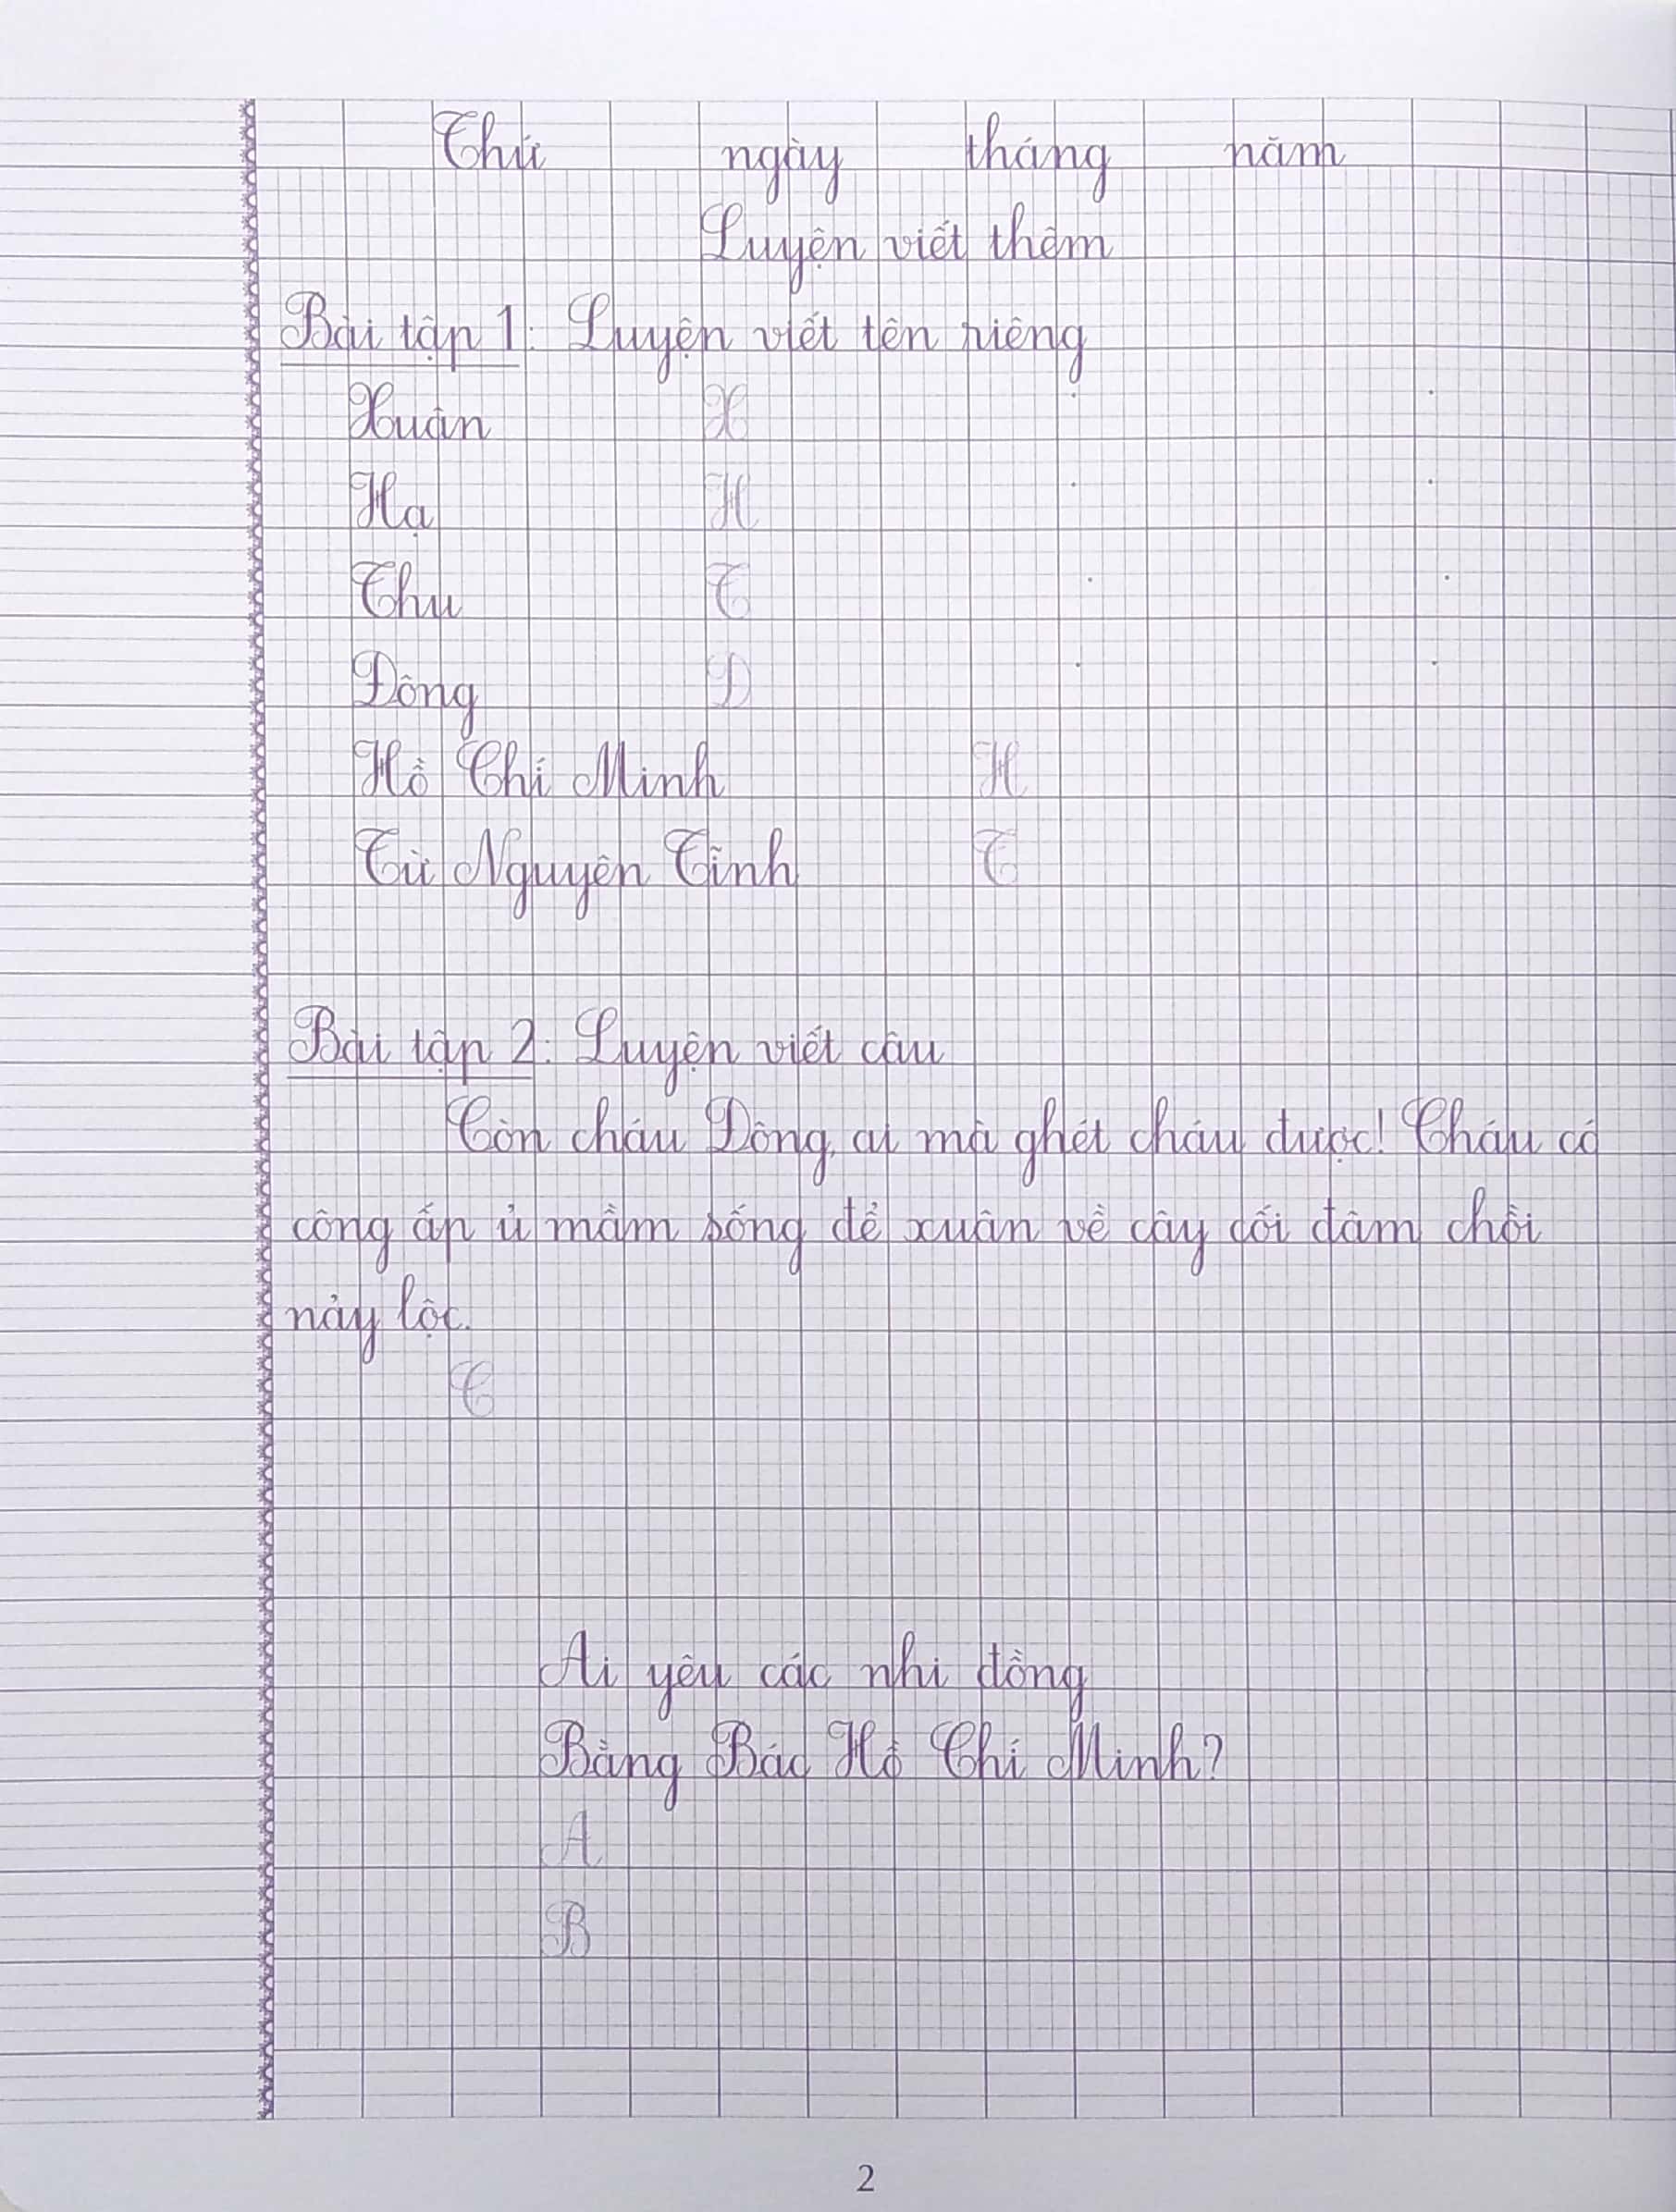 Thứ ngày tháng năm
Luyện viết thêm
Bài tập 1: Luyện viết tên riêng
Xuân X
Hạ H
Thu T
Đông Đ
Hồ Chí Minh H
Từ Nguyên Tĩnh T
Bài tập 2: Luyện viết câu
Còn cháu Đông, ai mà ghét cháu được! Cháu có
công ấp ủ mầm sống để xuân về cây cối đâm chồi
nảy lộc.
C
Ai yêu các nhi đồng
Bằng Bác Hồ Chí Minh?
A
B
2